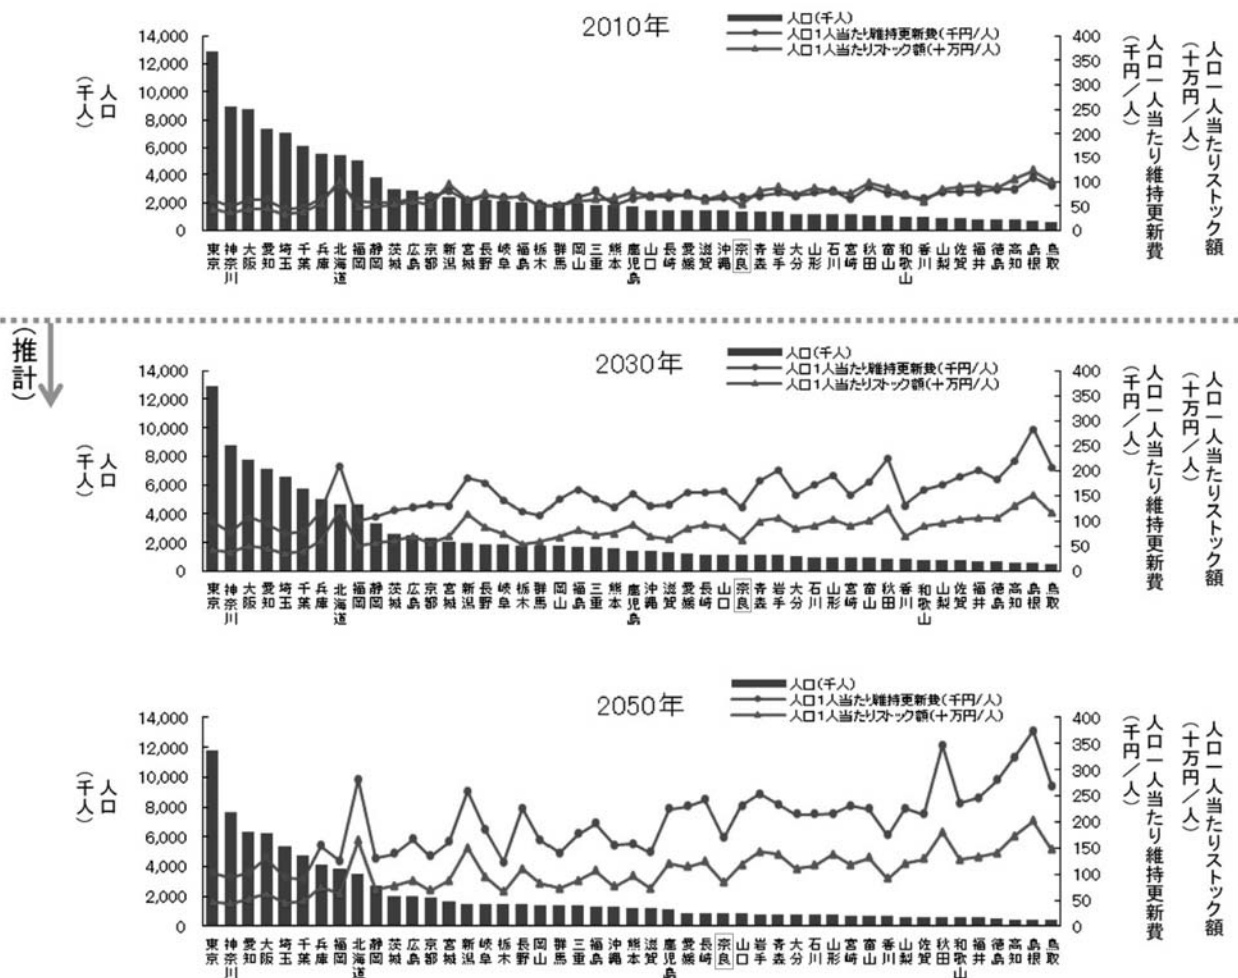 2010年
人口(千人)
人口1人当たり維持更新費(千円/人)
人口1人当たりストック額(十万円/人)
人口
(千人)
14,000
12,000
10,000
8,000
6,000
4,000
2,000
0
400
350
300
250
200
150
100
50
0
人口一人当たり維持更新費
(千円/人)
人口一人当たりストック額
(十万円/人)
東京 神奈川 大阪 愛知 埼玉 千葉 兵庫 北海道 福岡 静岡 茨城 広島 京都 新潟 宮城 長野 岐阜 福島 栃木 群馬 岡山 三重 熊本 鹿児島 山口 長崎 愛媛 滋賀 沖縄 奈良 青森 岩手 大分 山形 石川 宮崎 秋田 富山 和歌山 香川 山梨 佐賀 福井 徳島 高知 島根 鳥取
(推計)
2030年
人口(千人)
人口1人当たり維持更新費(千円/人)
人口1人当たりストック額(十万円/人)
人口
(千人)
14,000
12,000
10,000
8,000
6,000
4,000
2,000
0
400
350
300
250
200
150
100
50
0
人口一人当たり維持更新費
(千円/人)
人口一人当たりストック額
(十万円/人)
東京 神奈川 大阪 愛知 埼玉 千葉 兵庫 北海道 福岡 静岡 茨城 広島 京都 宮城 新潟 長野 岐阜 栃木 群馬 岡山 福島 三重 熊本 鹿児島 沖縄 滋賀 愛媛 長崎 山口 奈良 青森 岩手 大分 石川 山形 宮崎 富山 秋田 香川 和歌山 山梨 佐賀 福井 徳島 高知 島根 鳥取
2050年
人口(千人)
人口1人当たり維持更新費(千円/人)
人口1人当たりストック額(十万円/人)
人口
(千人)
14,000
12,000
10,000
8,000
6,000
4,000
2,000
0
400
350
300
250
200
150
100
50
0
人口一人当たり維持更新費
(千円/人)
人口一人当たりストック額
(十万円/人)
東京 神奈川 愛知 大阪 埼玉 千葉 兵庫 福岡 北海道 静岡 茨城 広島 京都 宮城 新潟 岐阜 栃木 長野 岡山 群馬 三重 福島 沖縄 熊本 滋賀 鹿児島 愛媛 長崎 奈良 山口 岩手 青森 大分 石川 山形 宮崎 富山 香川 山梨 佐賀 秋田 和歌山 福井 徳島 高知 島根 鳥取